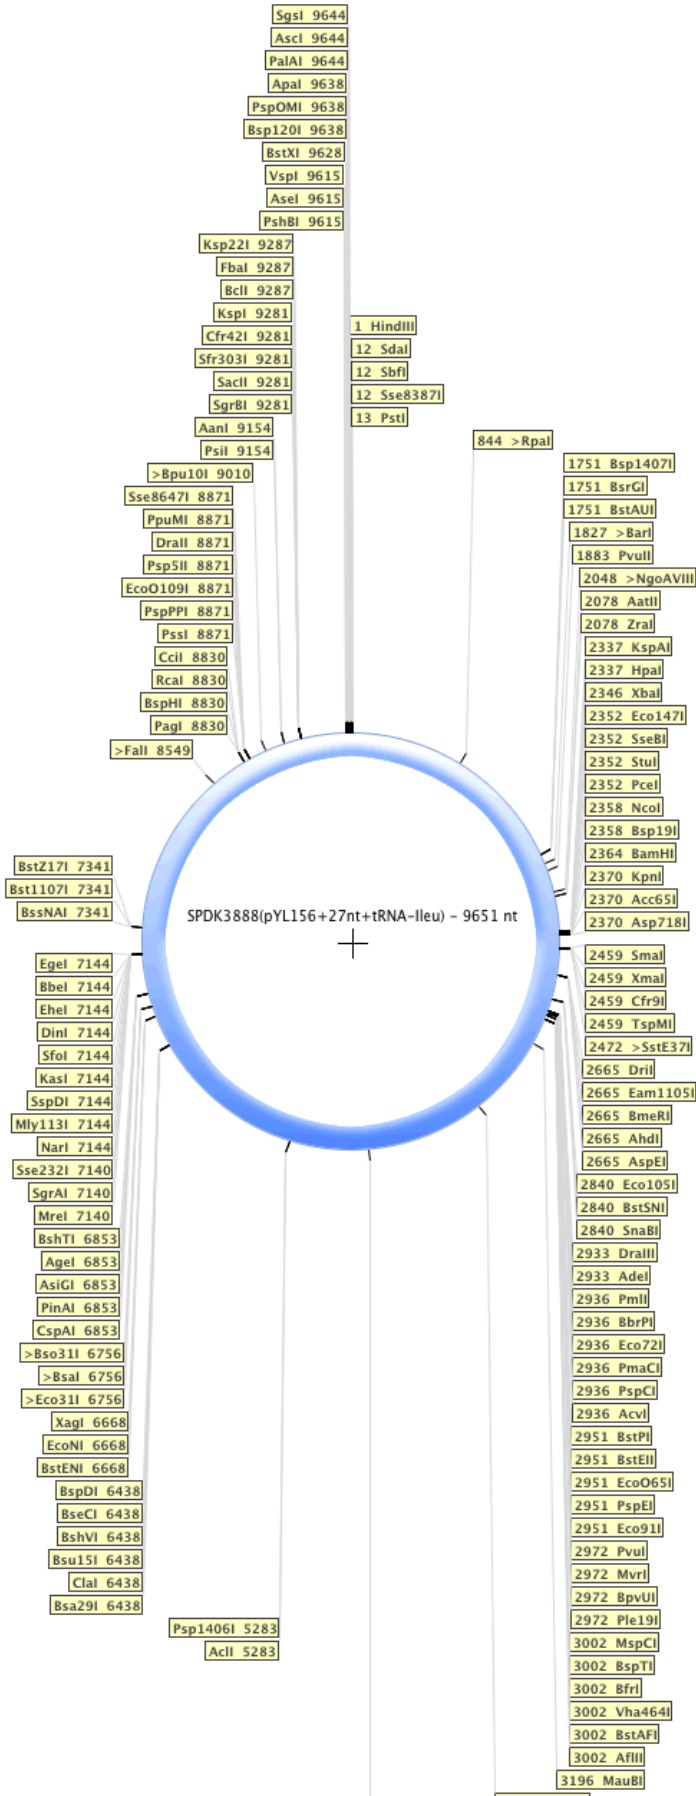 SgsI 9644
AscI 9644
PalAI 9644
ApaI 9638
PspOMI 9638
Bsp120I 9638
BstXI 9628
VspI 9615
AseI 9615
PshBI 9615
Ksp22I 9287
FbaI 9287
BclI 9287
KspI 9281
Cfr42I 9281
Sfr303I 9281
SacII 9281
SgrBI 9281
AanI 9154
PsiI 9154
>Bpu10I 9010
Sse8647I 8871
PpuMI 8871
DraII 8871
Psp5II 8871
EcoO109I 8871
PspPPI 8871
PssI 8871
CciI 8830
RcaI 8830
BspHI 8830
PagI 8830
>FalI 8549
1 HindIII
12 SdaI
12 SbfI
12 Sse8387I
13 PstI
844 >RpaI
1751 Bsp1407I
1751 BsrGI
1751 BstAUI
1827 >BarI
1883 PvuII
2048 >NgoAVIII
2078 AatII
2078 ZraI
2337 KspAI
2337 HpaI
2346 XbaI
2352 Eco147I
2352 SseBI
2352 StuI
2352 PceI
2358 NcoI
2358 Bsp19I
2364 BamHI
2370 KpnI
2370 Acc65I
2370 Asp718I
SPDK3888(pYL156+27nt+tRNA-Ileu) - 9651 nt
BstZ17I 7341
Bst1107I 7341
BssNAI 7341
EgeI 7144
BbeI 7144
EheI 7144
DinI 7144
SfoI 7144
KasI 7144
SspDI 7144
Mly113I 7144
NarI 7144
Sse232I 7140
SgrAI 7140
MreI 7140
BshTI 6853
AgeI 6853
AsiGI 6853
PinAI 6853
CspAI 6853
>Bso31I 6756
>BsaI 6756
>Eco31I 6756
XagI 6668
EcoNI 6668
BstENI 6668
BspDI 6438
BseCI 6438
BshVI 6438
Bsu15I 6438
ClaI 6438
Bsa29I 6438
Psp1406I 5283
AclI 5283
2459 SmaI
2459 XmaI
2459 Cfr9I
2459 TspMI
2472 >SstE37I
2665 DriI
2665 Eam1105I
2665 BmeRI
2665 AhdI
2665 AspEI
2840 Eco105I
2840 BstSNI
2840 SnaBI
2933 DraIII
2933 AdeI
2936 PmlI
2936 BbrPI
2936 Eco72I
2936 PmaCI
2936 PspCI
2936 AcvI
2951 BstPI
2951 BstEII
2951 EcoO65I
2951 PspEI
2951 Eco91I
2972 PvuI
2972 MvrI
2972 BpvUI
2972 Ple19I
3002 MspCI
3002 BspTI
3002 BfrI
3002 Vha464I
3002 BstAFI
3002 AflII
3196 MauBI